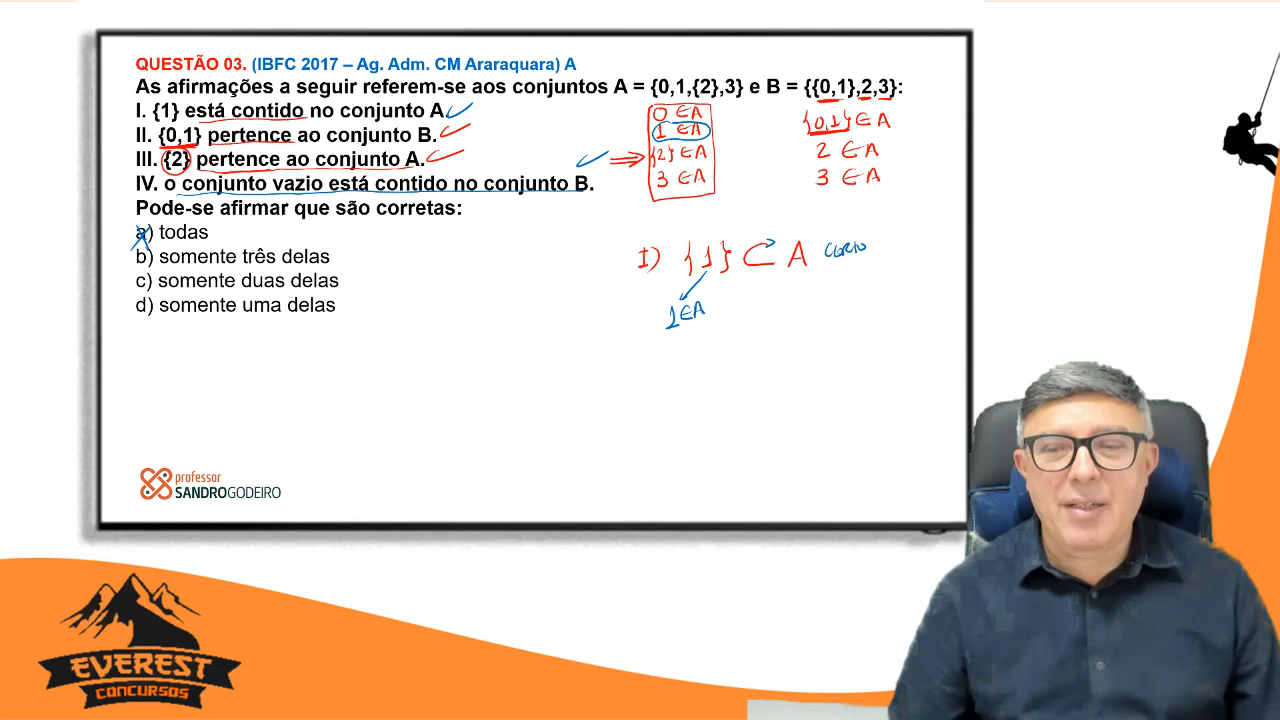 QUESTÃO 03. (IBFC 2017 – Ag. Adm. CM Araraquara) A
As afirmações a seguir referem-se aos conjuntos A = {0,1,{2},3} e B = {{0,1},2,3}:
I. {1} está contido no conjunto A.
II. {0,1} pertence ao conjunto B.
III. {2} pertence ao conjunto A.
IV. o conjunto vazio está contido no conjunto B.
Pode-se afirmar que são corretas:
a) todas
b) somente três delas
c) somente duas delas
d) somente uma delas
0 ∈ A
1 ∈ A
{2} ∈ A
3 ∈ A
{0,1} ∈ A
2 ∈ A
3 ∈ A
I) {1} ⊂ A certo
1 ∈ A
professor
SANDROGODEIRO
EVEREST
CONCURSOS